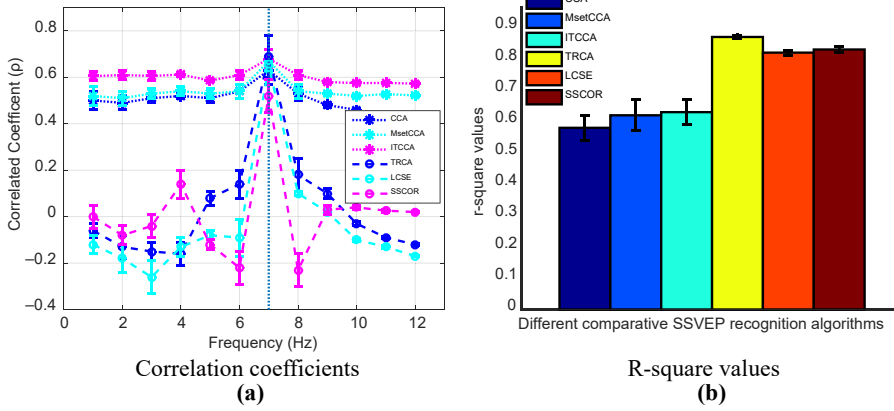 0.8
0.6
0.4
0.2
0
−0.2
−0.4
Correlated Coefficent (ρ)
0 2 4 6 8 10 12
Frequency (Hz)
CCA
MsetCCA
ITCCA
TRCA
LCSE
SSCOR
Correlation coefficients
(a)
CCA
MsetCCA
ITCCA
TRCA
LCSE
SSCOR
0.9
0.8
0.7
0.6
0.5
0.4
0.3
0.2
0.1
0
r-square values
Different comparative SSVEP recognition algorithms
R-square values
(b)